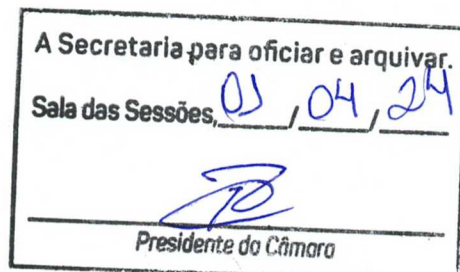 A Secretaria para oficiar e arquivar.
Sala das Sessões, 01 / 04 / 24
Presidente da Câmara